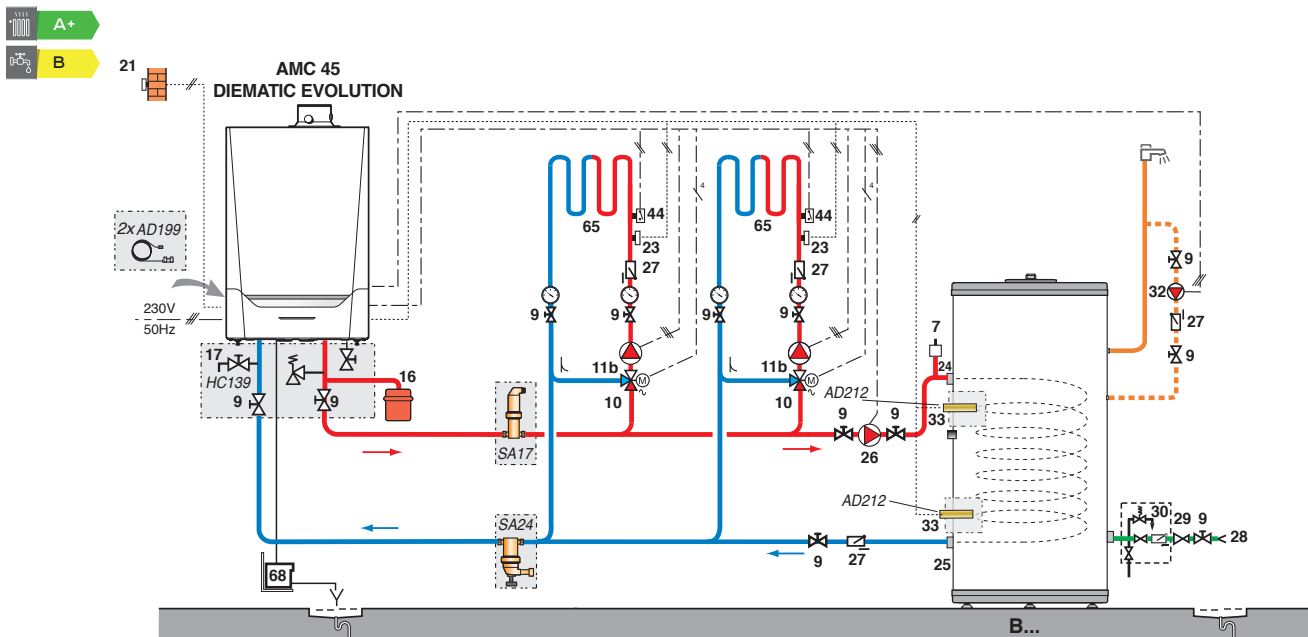 A+
B
21
AMC 45
DIEMATIC EVOLUTION
2x AD199
230V
50Hz
17
HC139
9
9
16
SA17
SA24
68
65
44
23
27
9
9
11b
M
10
4
65
44
23
27
9
9
11b
M
10
4
7
24
AD212
33
9
9
26
AD212
33
9
27
25
9
32
27
9
30
29
9
28
B...